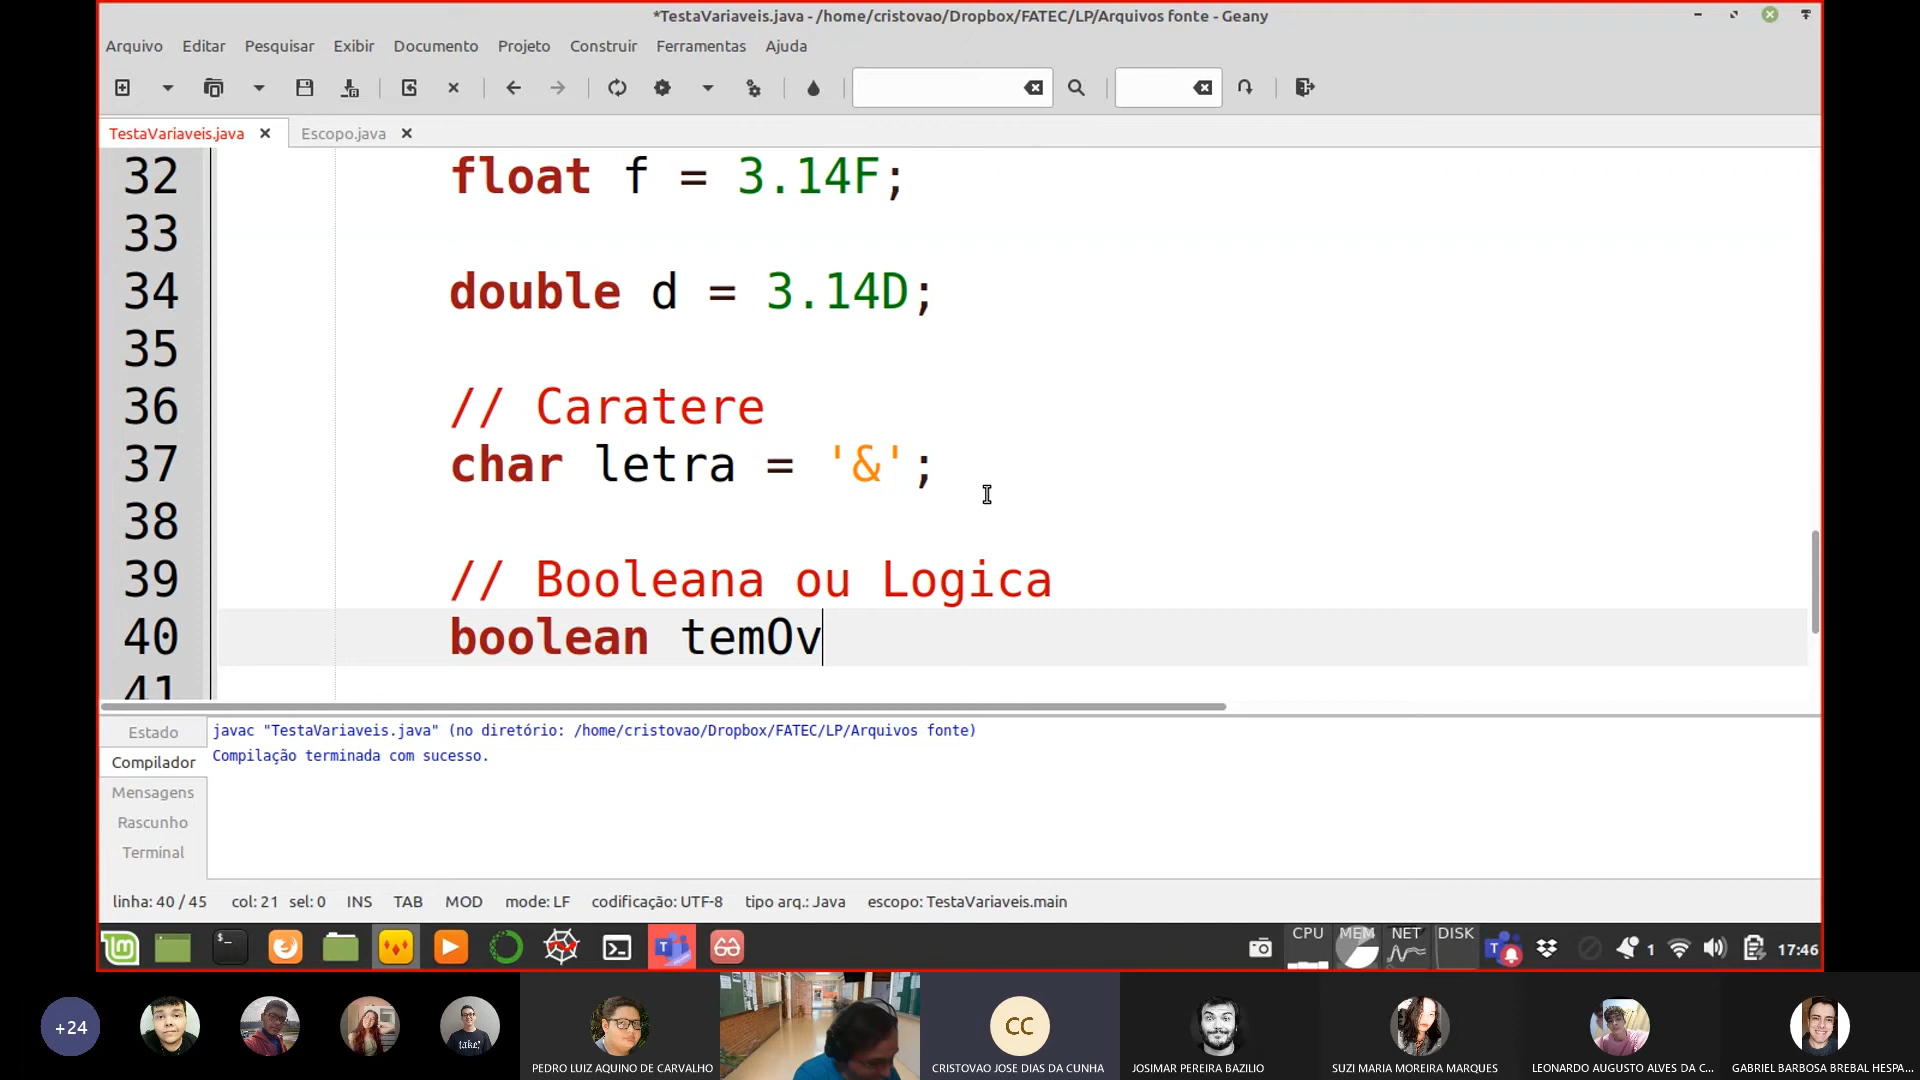 *TestaVariaveis.java - /home/cristovao/Dropbox/FATEC/LP/Arquivos fonte - Geany
Arquivo Editar Pesquisar Exibir Documento Projeto Construir Ferramentas Ajuda
TestaVariaveis.java Escopo.java
32 float f = 3.14F;
33
34 double d = 3.14D;
35
36 // Caratere
37 char letra = '&';
38
39 // Booleana ou Logica
40 boolean temOv
41
Estado
Compilador
Mensagens
Rascunho
Terminal
javac "TestaVariaveis.java" (no diretório: /home/cristovao/Dropbox/FATEC/LP/Arquivos fonte)
Compilação terminada com sucesso.
linha: 40 / 45 col: 21 sel: 0 INS TAB MOD mode: LF codificação: UTF-8 tipo arq.: Java escopo: TestaVariaveis.main
CPU MEM NET DISK 1 17:46
+24
take!
CC
PEDRO LUIZ AQUINO DE CARVALHO
CRISTOVAO JOSE DIAS DA CUNHA
JOSIMAR PEREIRA BAZILIO
SUZI MARIA MOREIRA MARQUES
LEONARDO AUGUSTO ALVES DA C...
GABRIEL BARBOSA BREBAL HESPA...